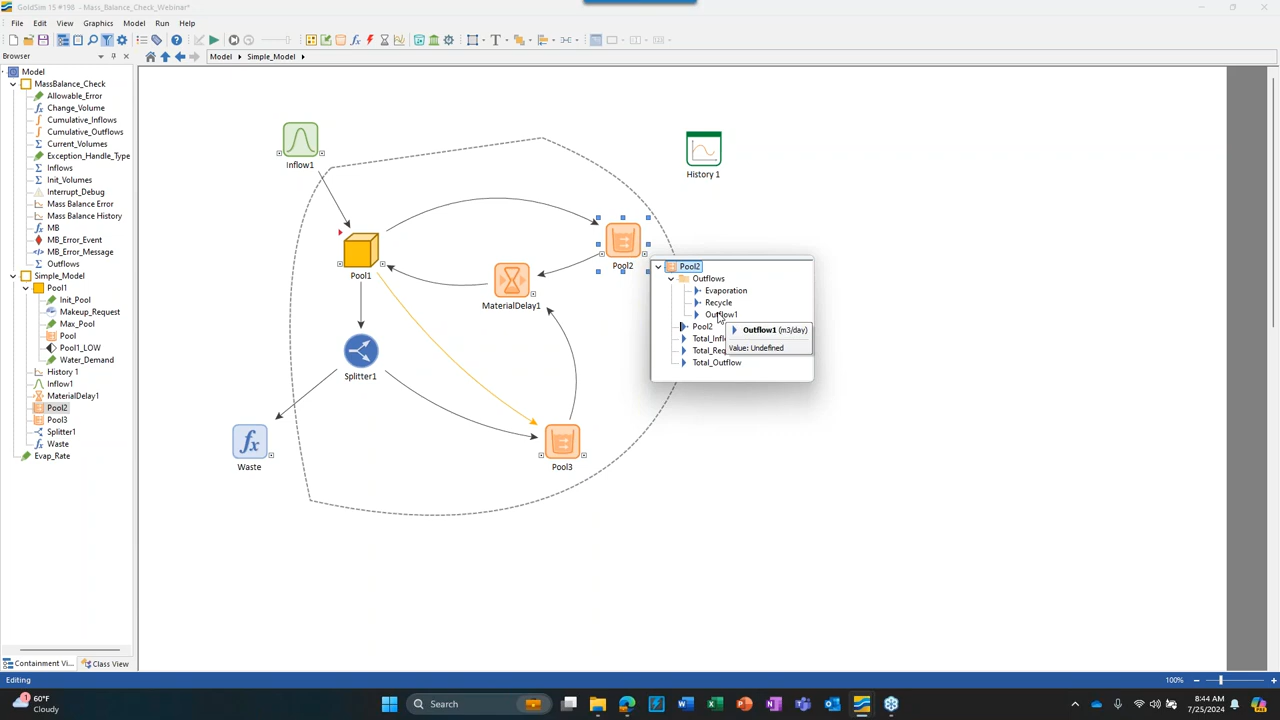 GoldSim 15 #198 - Mass_Balance_Check_Webinar*
File Edit View Graphics Model Run Help
Browser
Model Simple_Model
Model
MassBalance_Check
Allowable_Error
Change_Volume
Cumulative_Inflows
Cumulative_Outflows
Current_Volumes
Exception_Handle_Type
Inflows
Init_Volumes
Interrupt_Debug
Mass Balance Error
Mass Balance History
MB
MB_Error_Event
MB_Error_Message
Outflows
Simple_Model
Pool1
Init_Pool
Makeup_Request
Max_Pool
Pool
Pool1_LOW
Water_Demand
History 1
Inflow1
MaterialDelay1
Pool2
Pool3
Splitter1
Waste
Evap_Rate
Inflow1
History 1
Pool2
Pool1
MaterialDelay1
Splitter1
Waste
Pool3
Pool2
Outflows
Evaporation
Recycle
Outflow1
Pool2
Total_Infl
Total_Req
Total_Outflow
Outflow1 (m3/day)
Value: Undefined
Containment Vi... Class View
Editing
100%
60°F
Cloudy
Search
8:44 AM
7/25/2024